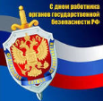 С днем работника
органов государственной
безопасности РФ